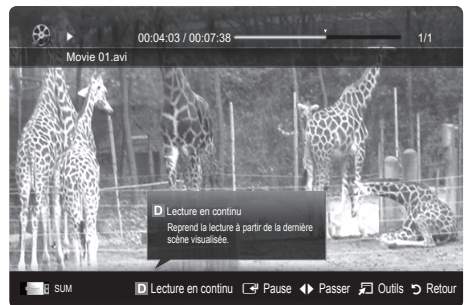 00:04:03 / 00:07:38 1/1
Movie 01.avi
D Lecture en continu
Reprend la lecture à partir de la dernière
scène visualisée.
SUM D Lecture en continu Pause Passer Outils Retour